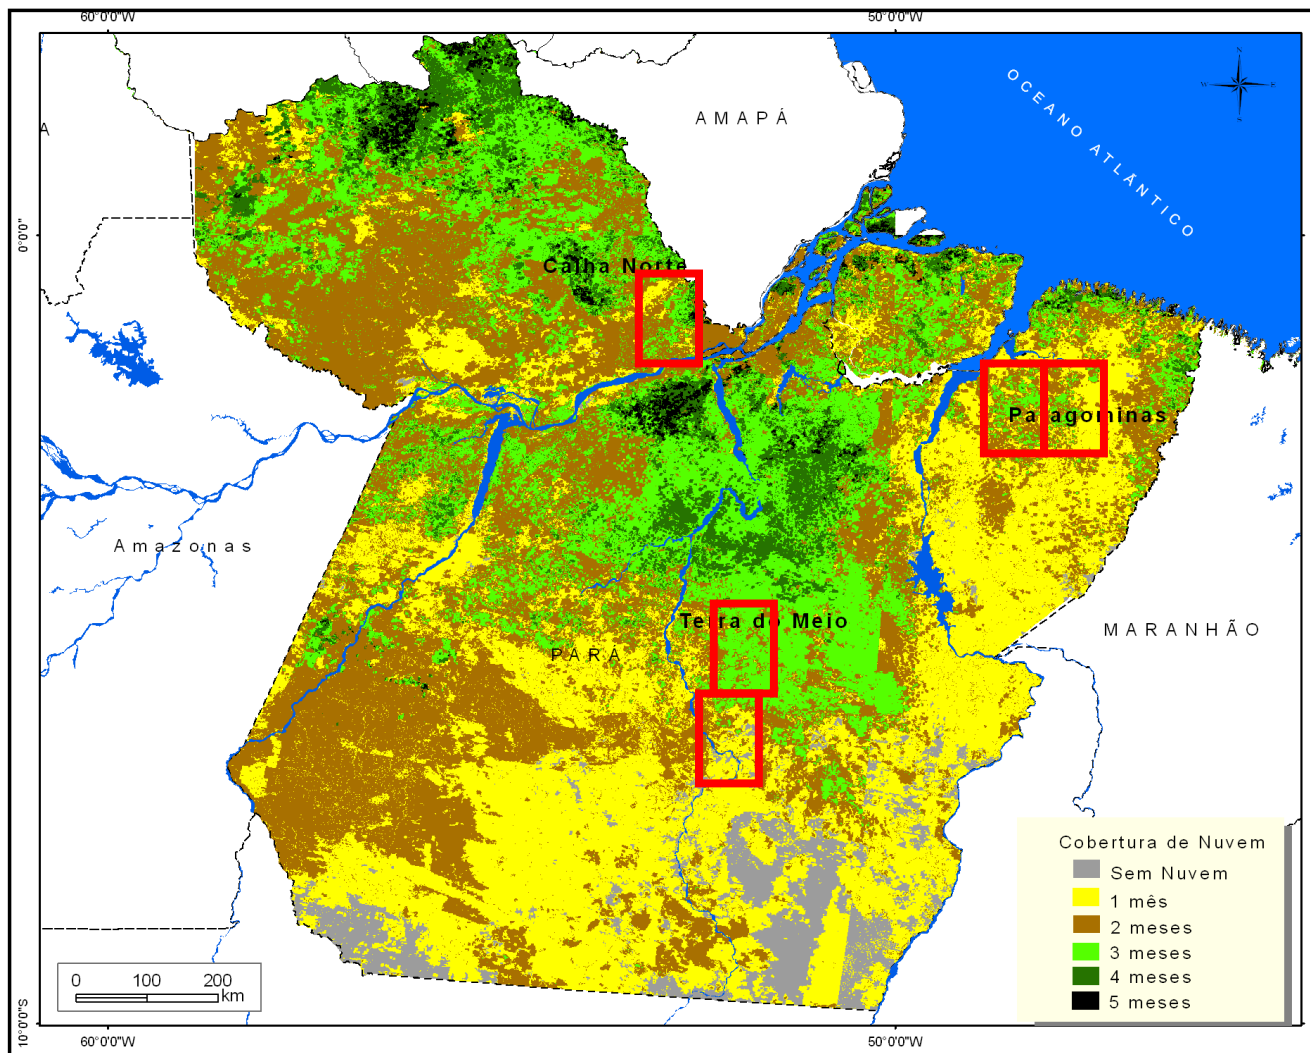 60°0'0"W
50°0'0"W
N
W
E
S
OCEANO ATLÁNTICO
AMAPÁ
A
0°0'0"
Calha Norte
Paragominas
Amazonas
Terra do Meio
MARANHÃO
PARÁ
Cobertura de Nuvem
Sem Nuvem
1 mês
2 meses
3 meses
4 meses
5 meses
0
100
200
km
10°0'0"S
60°0'0"W
50°0'0"W